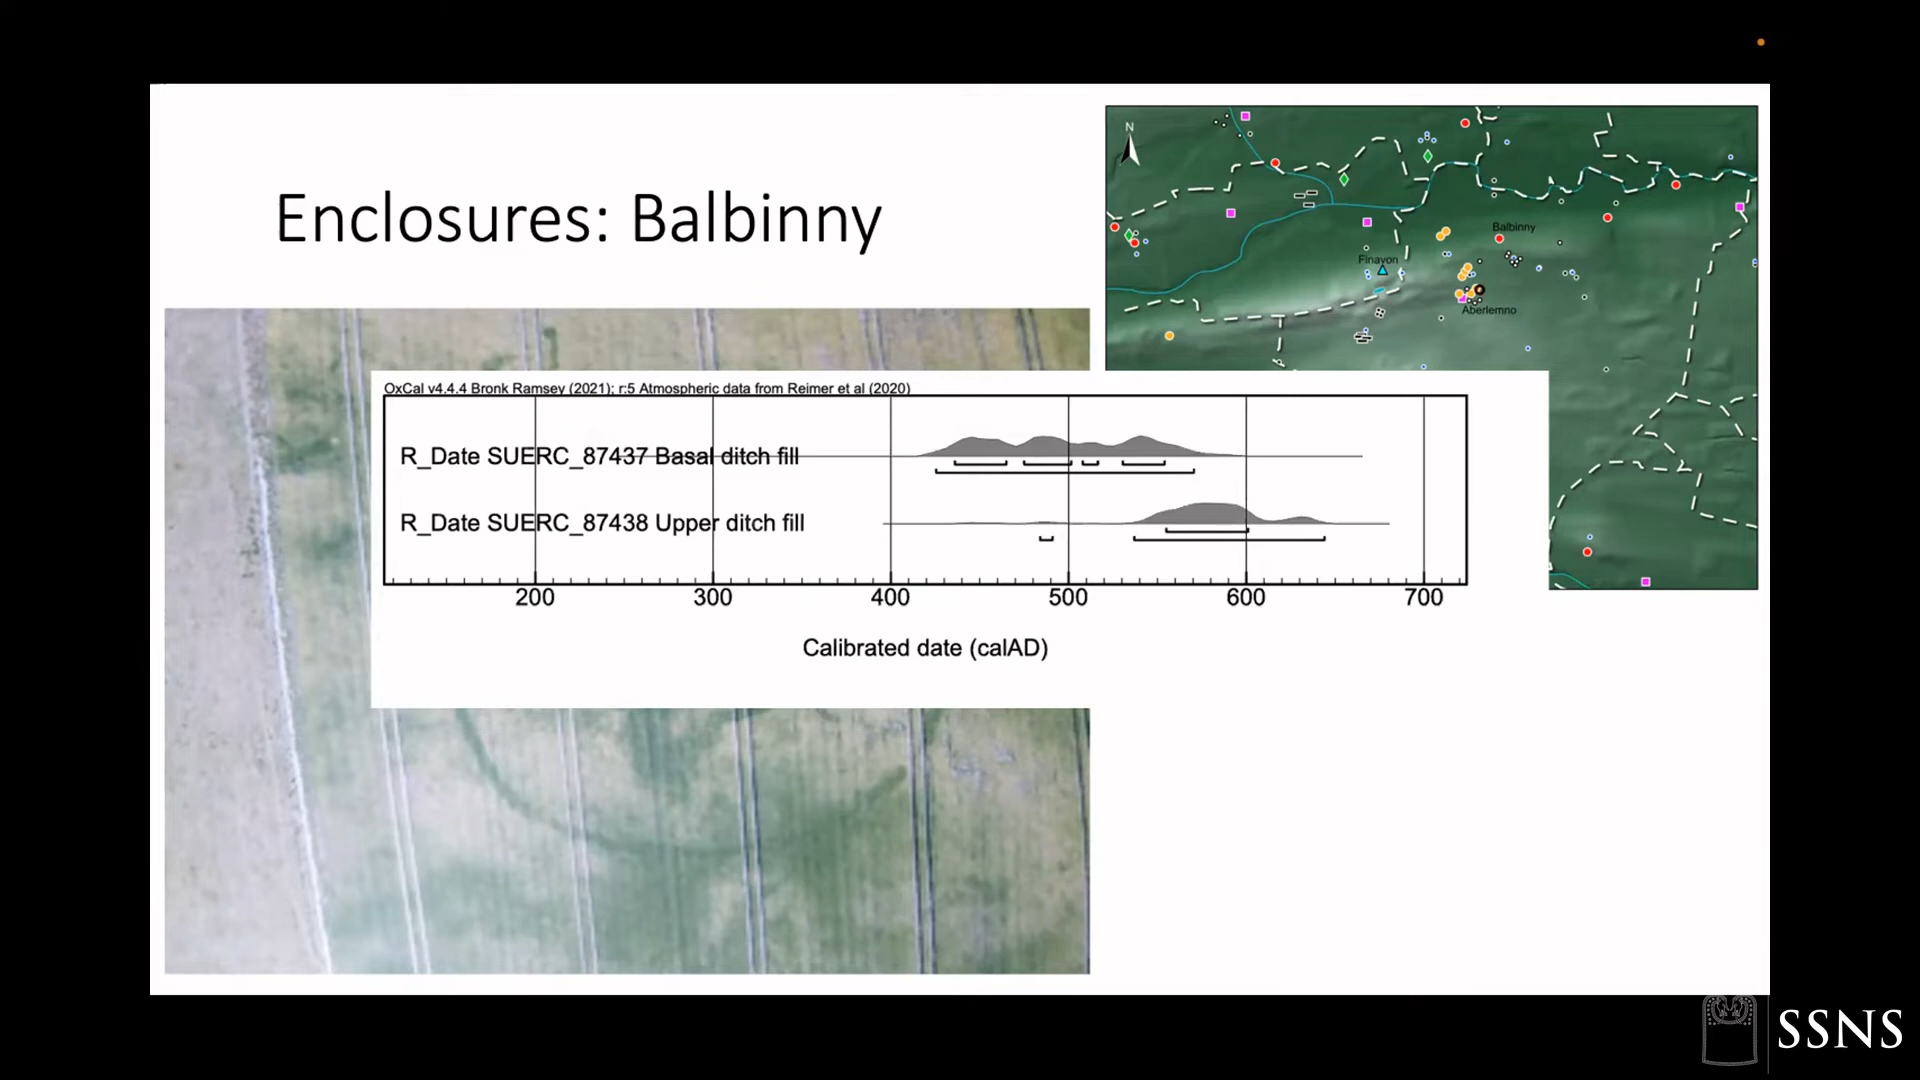 Enclosures: Balbinny
N
Balbinny
Finavon
Aberlemno
OxCal v4.4.4 Bronk Ramsey (2021); r:5 Atmospheric data from Reimer et al (2020)
R_Date SUERC_87437 Basal ditch fill
R_Date SUERC_87438 Upper ditch fill
200 300 400 500 600 700
Calibrated date (calAD)
SSNS